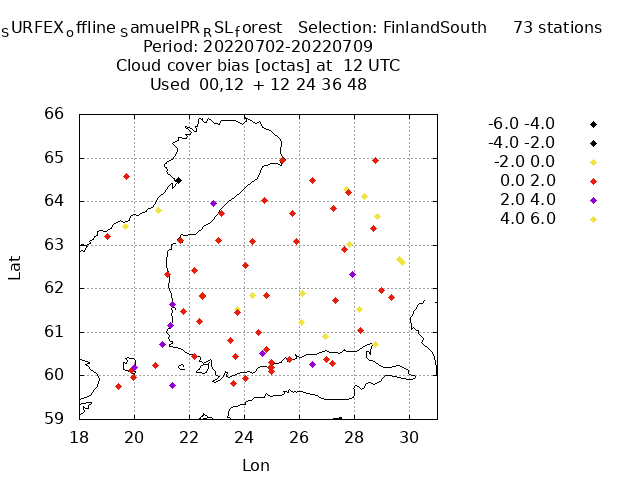 SURFEXoffline SamuelPR RSLforest   Selection: FinlandSouth     73 stations
Period: 20220702-20220709
Cloud cover bias [octas] at  12 UTC
Used  00,12  + 12 24 36 48
-6.0 -4.0
-4.0 -2.0
-2.0 0.0
0.0 2.0
2.0 4.0
4.0 6.0
66
65
64
63
62
61
60
59
Lat
18 20 22 24 26 28 30
Lon